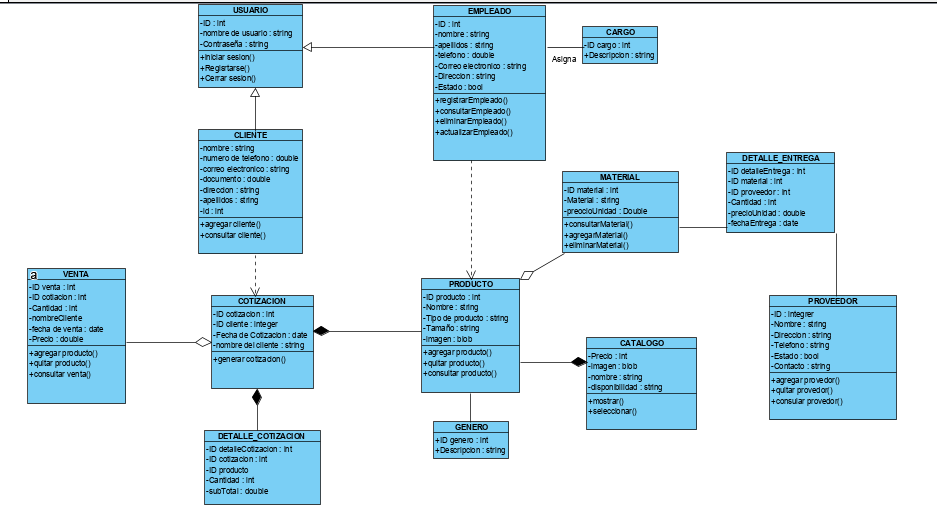 USUARIO
-ID : int
-nombre de usuario : string
-Contraseña : string
+Iniciar sesion()
+Regisrtarse()
+Cerrar sesion()
EMPLEADO
-ID : int
-nombre : string
-apellidos : string
-telefono : double
-Correo electronico : string
-Direccion : string
-Estado : bool
+registrarEmpleado()
+consultarEmpleado()
+eliminarEmpleado()
+actualizarEmpleado()
CARGO
-ID cargo : int
+Descripcion : string
Asigna
CLIENTE
-nombre : string
-numero de telefono : double
-correo electronico : string
-documento : double
-direccion : string
-apellidos : string
-id : int
+agregar cliente()
+consultar cliente()
MATERIAL
-ID material : int
-Material : string
-preocioUnidad : Double
+consultarMaterial()
+agregarMaterial()
+eliminarMaterial()
DETALLE_ENTREGA
-ID detalleEntrega : int
-ID material : int
-ID proveedor : int
-Cantidad : int
-precioUnidad : double
-fechaEntrega : date
a
VENTA
-ID venta : int
-ID cotiacion : int
-Cantidad : int
-nombreCliente
-fecha de venta : date
-Precio : double
+agregar producto()
+quitar producto()
+consultar venta()
COTIZACION
-ID cotizacion : int
-ID cliente : integer
-Fecha de Cotizacion : date
-nombre del cliente : string
+generar cotizacion()
PRODUCTO
-ID producto : int
-Nombre : string
-Tipo de producto : string
-Tamaño : string
-Imagen : blob
+agregar producto()
+quitar producto()
+consultar producto()
CATALOGO
-Precio : int
-Imagen : blob
-nombre : string
-disponibilidad : string
+mostrar()
+seleccionar()
PROVEEDOR
-ID : Integrer
-Nombre : string
-Direccion : string
-Telefono : string
-Estado : bool
-Contacto : string
+agregar provedor()
+quitar provedor()
+consular provedor()
GENERO
+ID genero : int
+Descripcion : string
DETALLE_COTIZACION
-ID detalleCotizacion : int
-ID cotizacion : int
-ID producto
-Cantidad : int
-subTotal : double